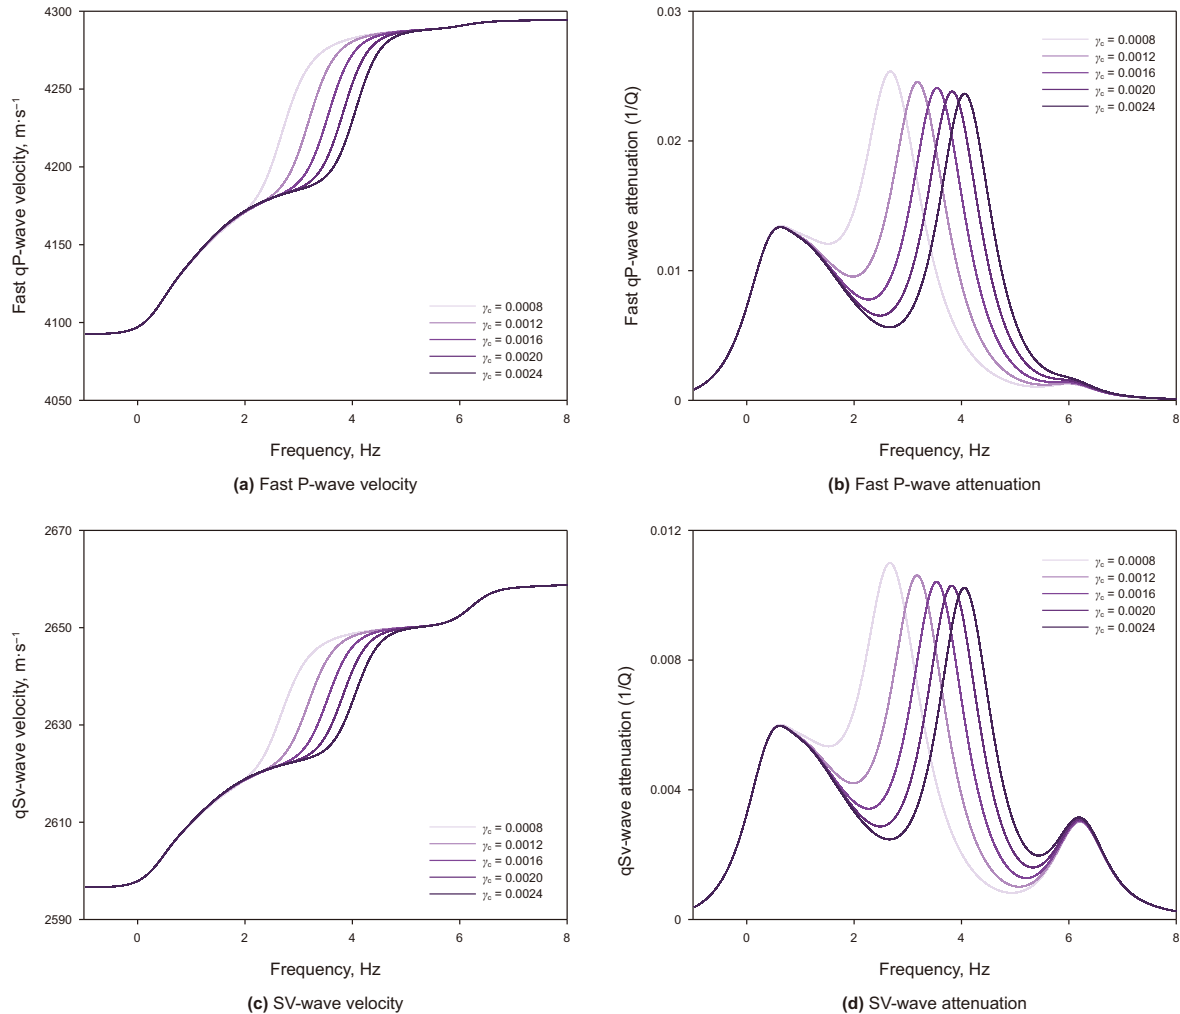 4300
4250
4200
4150
4100
4050
Fast qP-wave velocity, m·s⁻¹
γc = 0.0008
γc = 0.0012
γc = 0.0016
γc = 0.0020
γc = 0.0024
0 2 4 6 8
Frequency, Hz
(a) Fast P-wave velocity
0.03
0.02
0.01
0
Fast qP-wave attenuation (1/Q)
γc = 0.0008
γc = 0.0012
γc = 0.0016
γc = 0.0020
γc = 0.0024
0 2 4 6 8
Frequency, Hz
(b) Fast P-wave attenuation
2670
2650
2630
2610
2590
qSv-wave velocity, m·s⁻¹
γc = 0.0008
γc = 0.0012
γc = 0.0016
γc = 0.0020
γc = 0.0024
0 2 4 6 8
Frequency, Hz
(c) SV-wave velocity
0.012
0.008
0.004
0
qSv-wave attenuation (1/Q)
γc = 0.0008
γc = 0.0012
γc = 0.0016
γc = 0.0020
γc = 0.0024
0 2 4 6 8
Frequency, Hz
(d) SV-wave attenuation